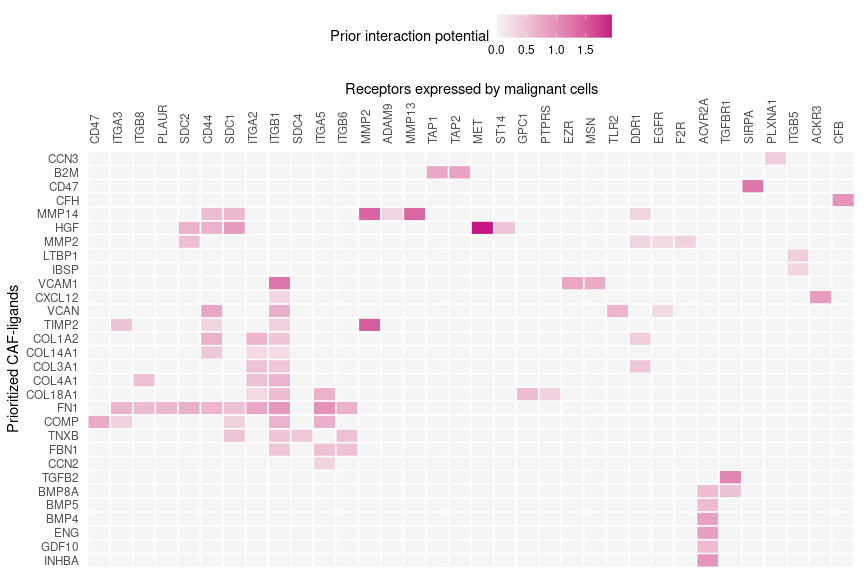 Prior interaction potential
0.0 0.5 1.0 1.5
Receptors expressed by malignant cells
CD47 ITGA3 ITGB8 PLAUR SDC2 CD44 SDC1 ITGA2 ITGB1 SDC4 ITGA5 ITGB6 MMP2 ADAM9 MMP13 TAP1 TAP2 MET ST14 GPC1 PTPRS EZR MSN TLR2 DDR1 EGFR F2R ACVR2A TGFBR1 SIRPA PLXNA1 ITGB5 ACKR3 CFB
Prioritized CAF-ligands
CCN3
B2M
CD47
CFH
MMP14
HGF
MMP2
LTBP1
IBSP
VCAM1
CXCL12
VCAN
TIMP2
COL1A2
COL14A1
COL3A1
COL4A1
COL18A1
FN1
COMP
TNXB
FBN1
CCN2
TGFB2
BMP8A
BMP5
BMP4
ENG
GDF10
INHBA